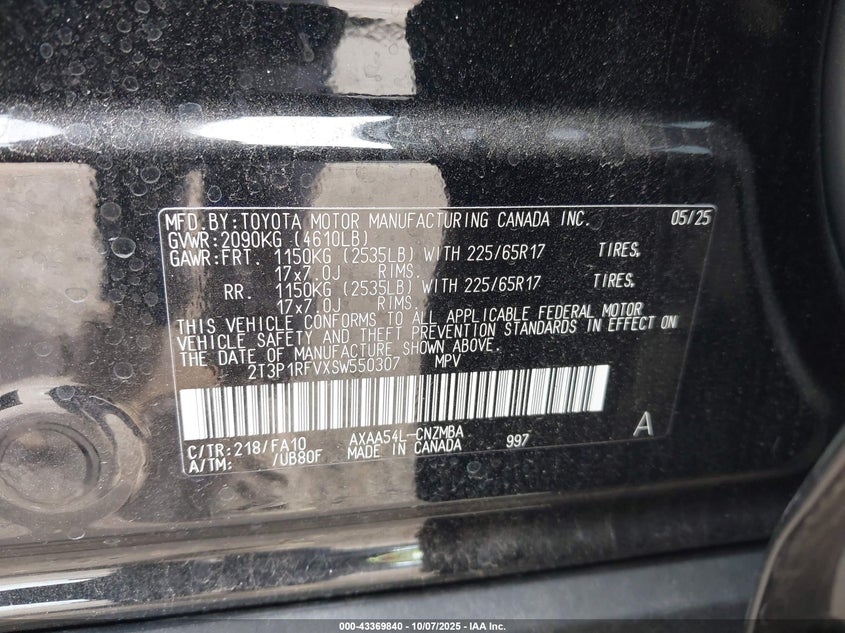 MFD.BY:TOYOTA MOTOR MANUFACTURING CANADA INC. 05/25
GVWR:2090KG (4610LB)
GAWR:FRT. 1150KG (2535LB) WITH 225/65R17 TIRES,
17x7.0J RIMS.
RR. 1150KG (2535LB) WITH 225/65R17 TIRES,
17x7.0J RIMS.
THIS VEHICLE CONFORMS TO ALL APPLICABLE FEDERAL MOTOR
VEHICLE SAFETY AND THEFT PREVENTION STANDARDS IN EFFECT ON
THE DATE OF MANUFACTURE SHOWN ABOVE.
2T3P1RFVXSW550307 MPV
C/TR:218/FA10 AXAA54L-CNZMBA A
A/TM: /UB80F MADE IN CANADA 997
000-43369840 - 10/07/2025 - IAA Inc.